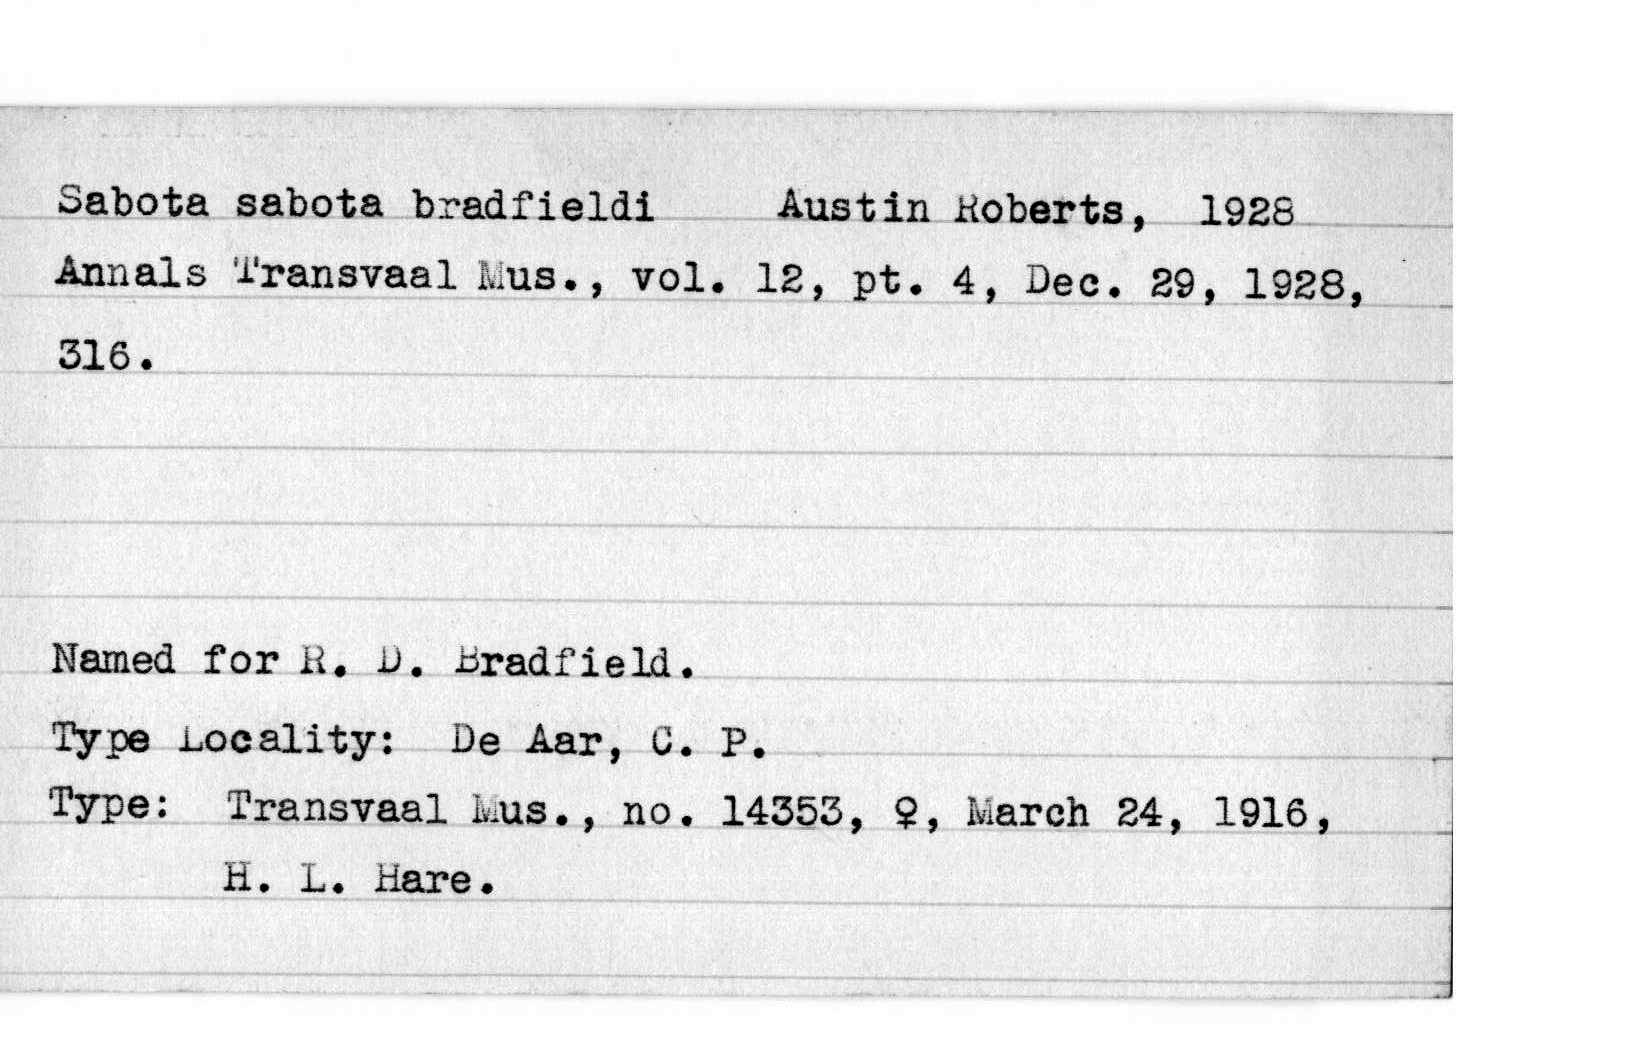 Sabota sabota bradfieldi Austin Roberts, 1928
Annals Transvaal Mus., vol. 12, pt. 4, Dec. 29, 1928,
316.
Named for R. D. Bradfield.
Type Locality: De Aar, C. P.
Type: Transvaal Mus., no. 14353, ♀, March 24, 1916,
H. L. Hare.